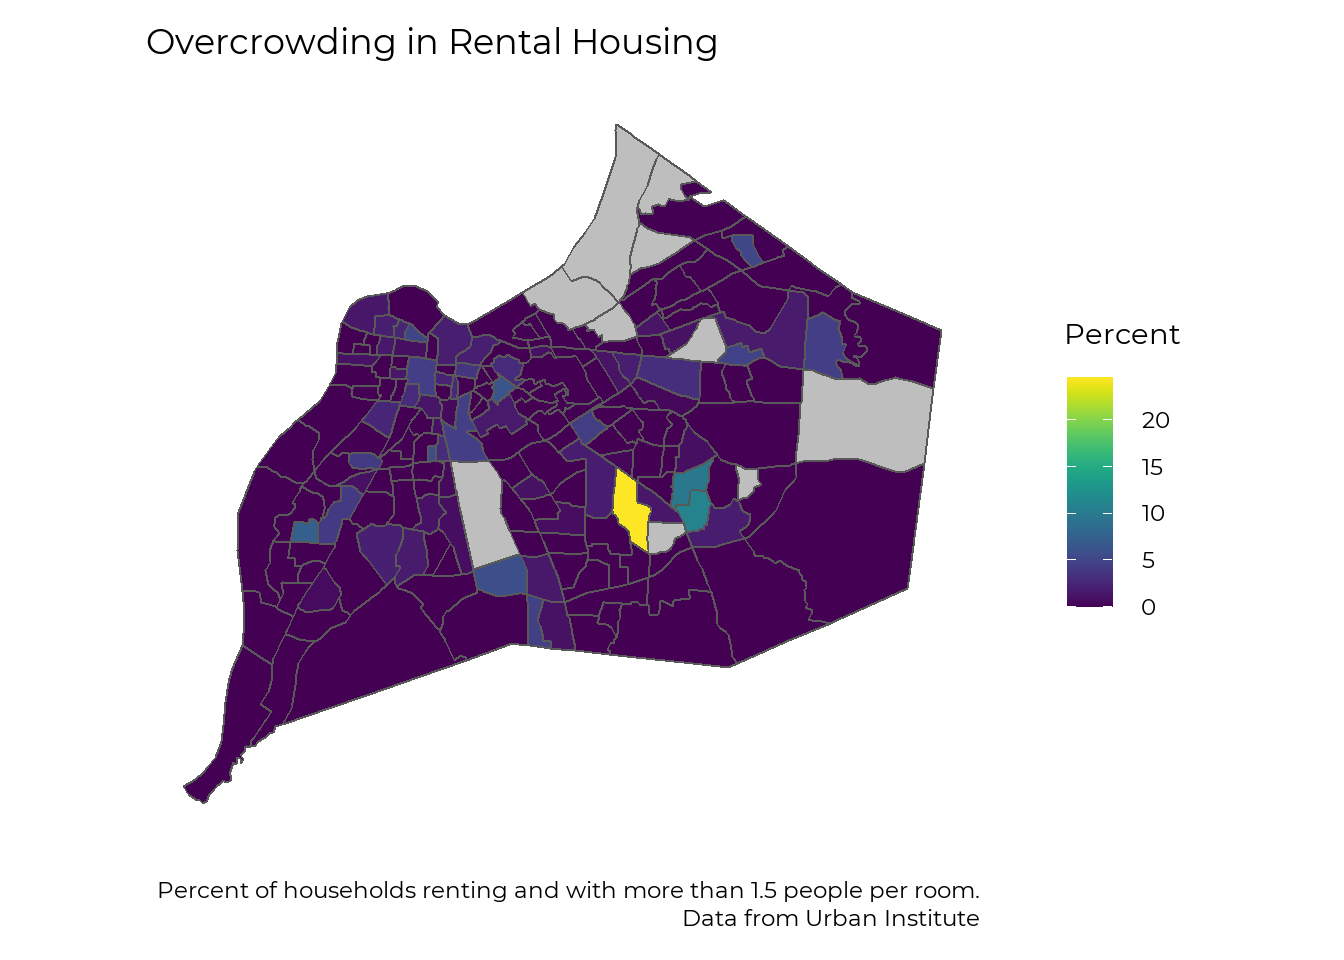 Overcrowding in Rental Housing
Percent
20
15
10
5
0
Percent of households renting and with more than 1.5 people per room.
Data from Urban Institute